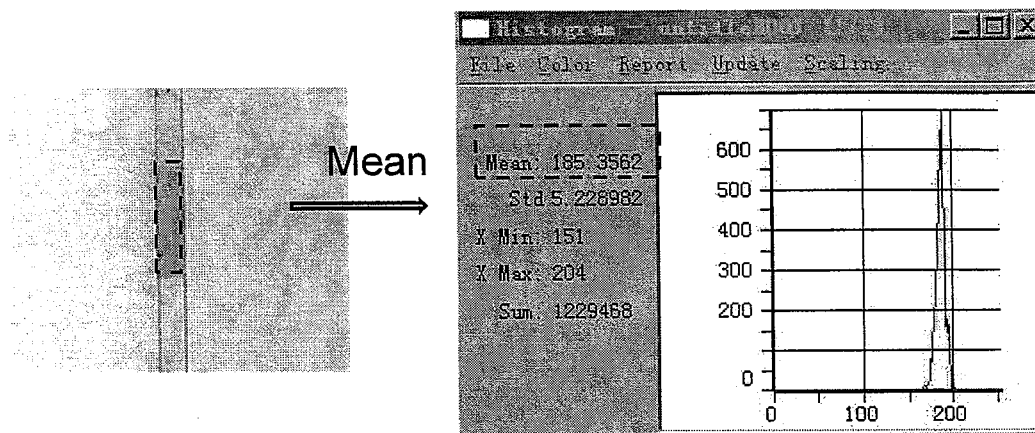 Histogram
File Color Report Update Scaling
Mean
Mean: 185.3562
Std 5.228982
X Min: 151
X Max: 204
Sum: 1229468
600
500
400
300
200
0
0 100 200